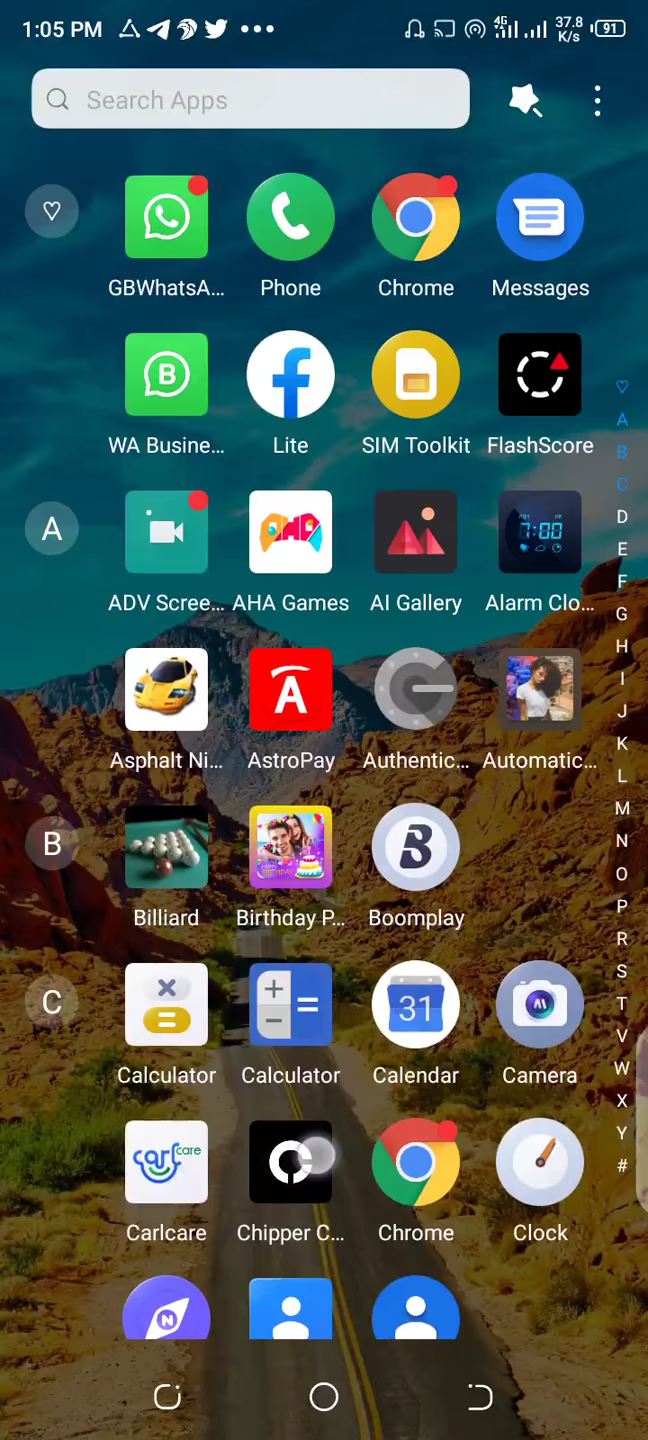 1:05 PM 4G 37.8 K/s 91
Search Apps
GBWhatsA... Phone Chrome Messages
B
WA Busine... Lite SIM Toolkit FlashScore
A
7:00
ADV Scree... AHA Games AI Gallery Alarm Clo...
Asphalt Ni... AstroPay Authentic... Automatic...
B
Billiard Birthday P... Boomplay
C
31
Calculator Calculator Calendar Camera
carlcare
Carlcare Chipper C... Chrome Clock
N
A
B
C
D
E
F
G
H
I
J
K
L
M
N
O
P
R
S
T
V
W
X
Y
#